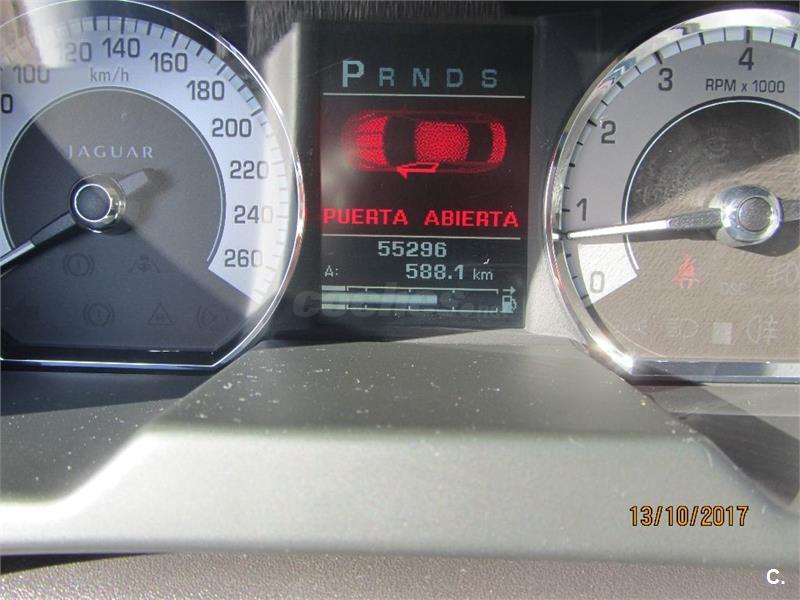 P R N D S
100 120 140 160 180 200 220 240 260
km/h
JAGUAR
PUERTA ABIERTA
55296
A: 588.1 km
0 1 2 3 4
RPM x 1000
DSC
13/10/2017
C.